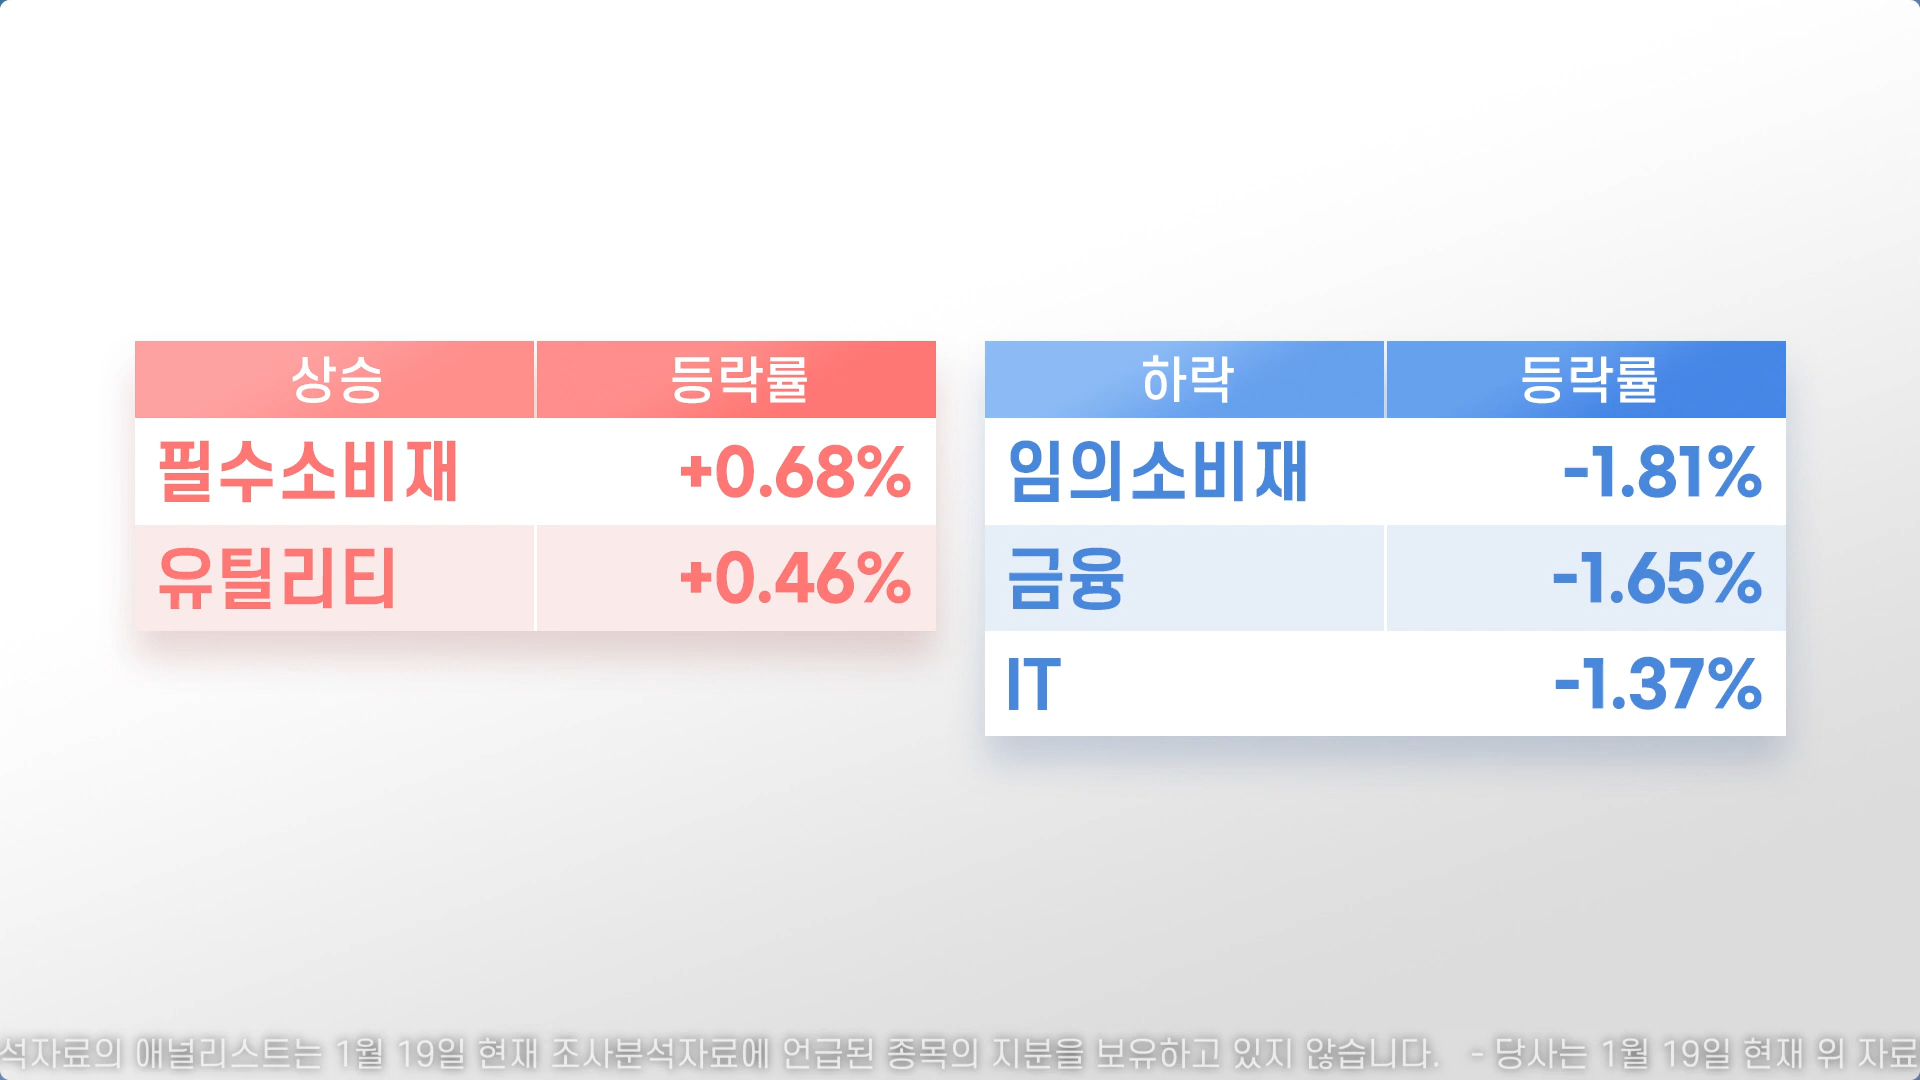 상승 등락률
필수소비재 +0.68%
유틸리티 +0.46%
하락 등락률
임의소비재 -1.81%
금융 -1.65%
IT -1.37%
석자료의 애널리스트는 1월 19일 현재 조사분석자료에 언급된 종목의 지분을 보유하고 있지 않습니다. - 당사는 1월 19일 현재 위 자료